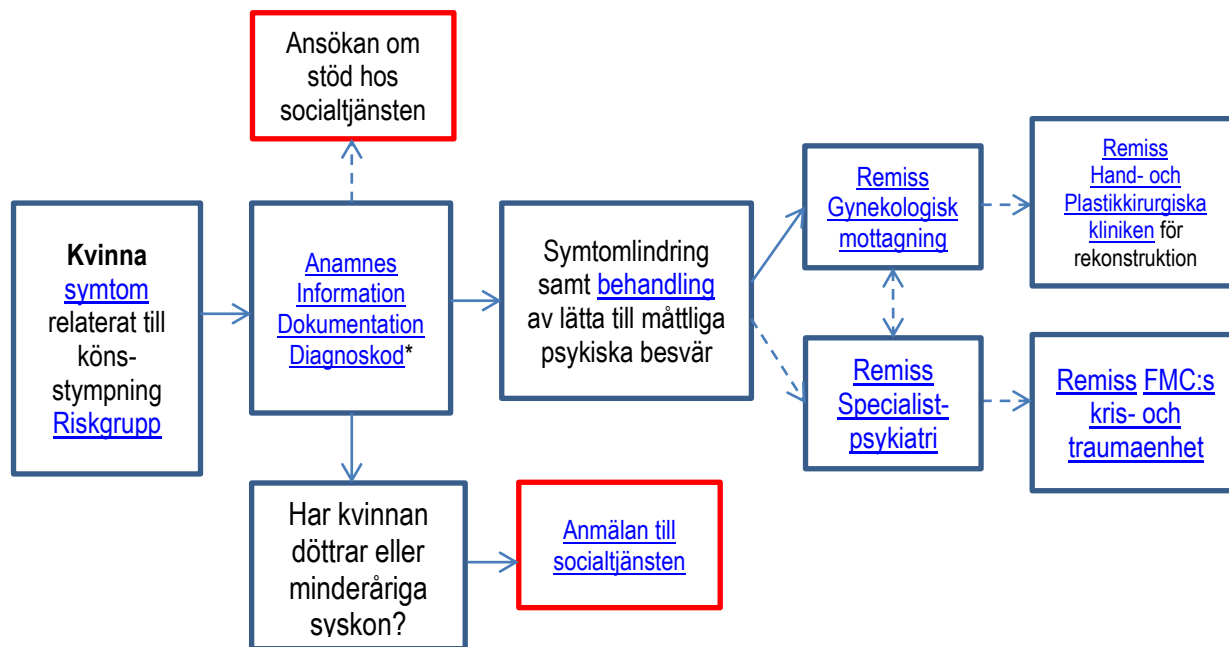 Ansökan om
stöd hos
socialtjänsten
Kvinna
symtom
relaterat till
köns-
stympning
Riskgrupp
Anamnes
Information
Dokumentation
Diagnoskod*
Symtomlindring
samt behandling
av lätta till måttliga
psykiska besvär
Remiss
Gynekologisk
mottagning
Remiss
Hand- och
Plastikkirurgiska
kliniken för
rekonstruktion
Remiss
Specialist-
psykiatri
Remiss FMC:s
kris- och
traumaenhet
Har kvinnan
döttrar eller
minderåriga
syskon?
Anmälan till
socialtjänsten